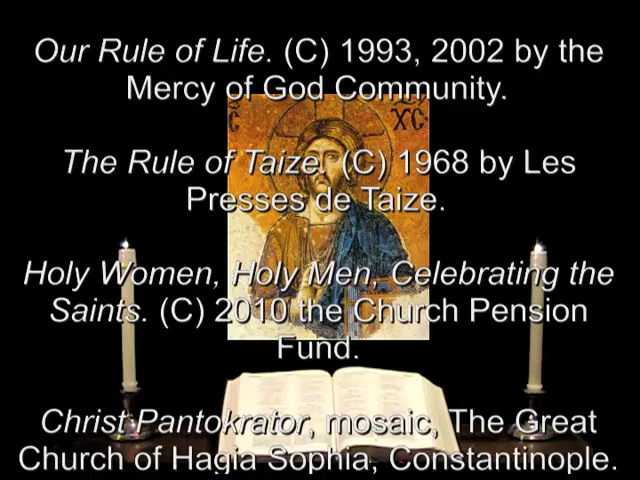 Our Rule of Life. (C) 1993, 2002 by the
Mercy of God Community.
The Rule of Taize. (C) 1968 by Les
Presses de Taize.
Holy Women, Holy Men, Celebrating the
Saints. (C) 2010 the Church Pension
Fund.
Christ Pantokrator, mosaic, The Great
Church of Hagia Sophia, Constantinople.